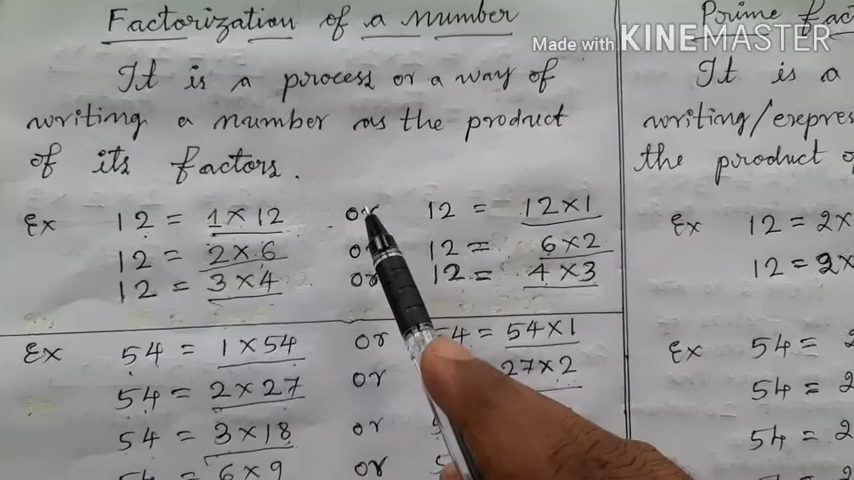 Factorization of a number
It is a process or a way of
writing a number as the product
of its factors.
Ex 12 = 1 × 12 or 12 = 12 × 1
12 = 2 × 6 or 12 = 6 × 2
12 = 3 × 4 or 12 = 4 × 3
Ex 54 = 1 × 54 or 54 = 54 × 1
54 = 2 × 27 or 27 × 2
54 = 3 × 18 or
54 = 6 × 9 or
Made with KINEMASTER
Prime
It is a
writing/
the product
Ex 12 = 2 ×
12 = 2 ×
Ex 54 = 2
54 = 2
54 = 2